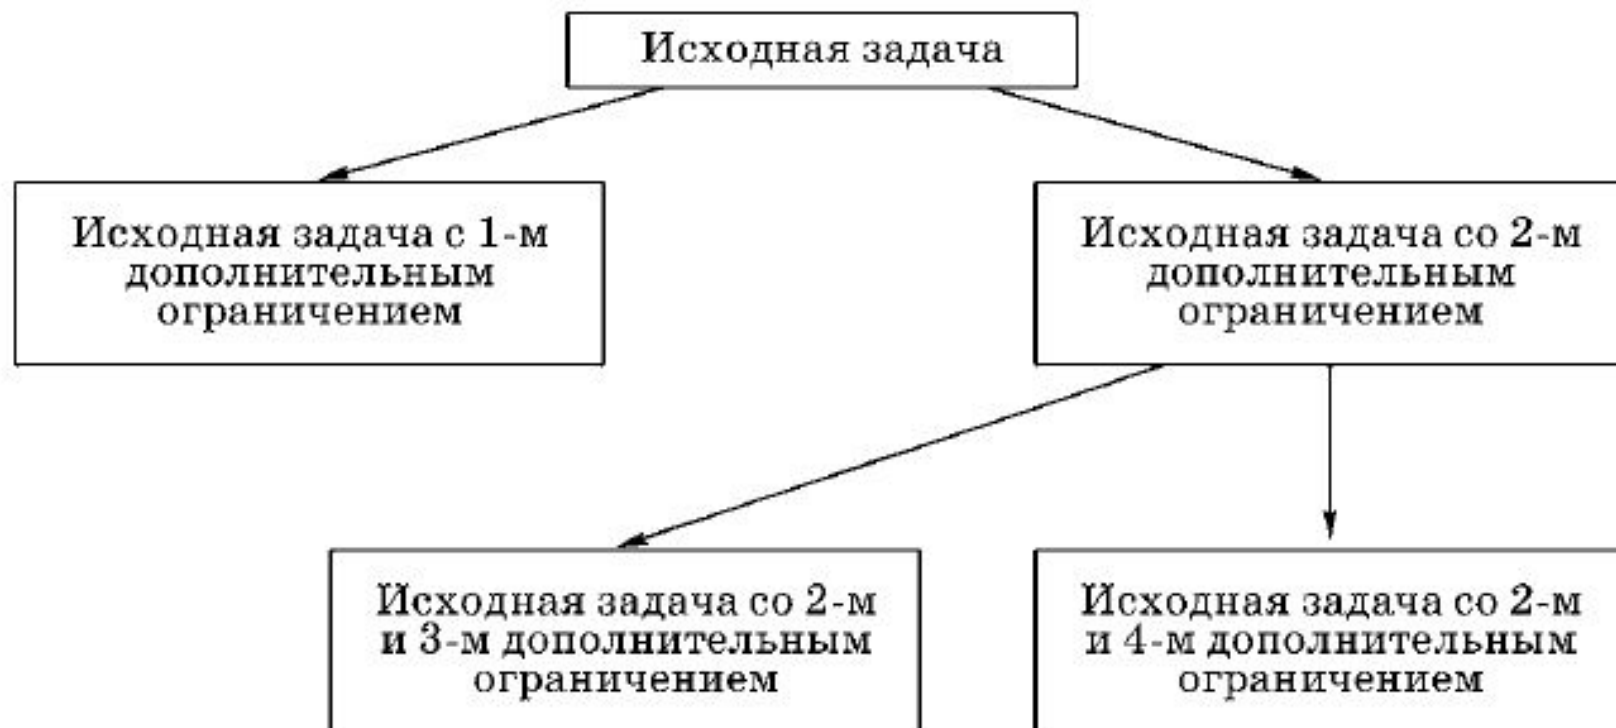 Исходная задача
Исходная задача с 1-м
дополнительным
ограничением
Исходная задача со 2-м
дополнительным
ограничением
Исходная задача со 2-м
и 3-м дополнительным
ограничением
Исходная задача со 2-м
и 4-м дополнительным
ограничением